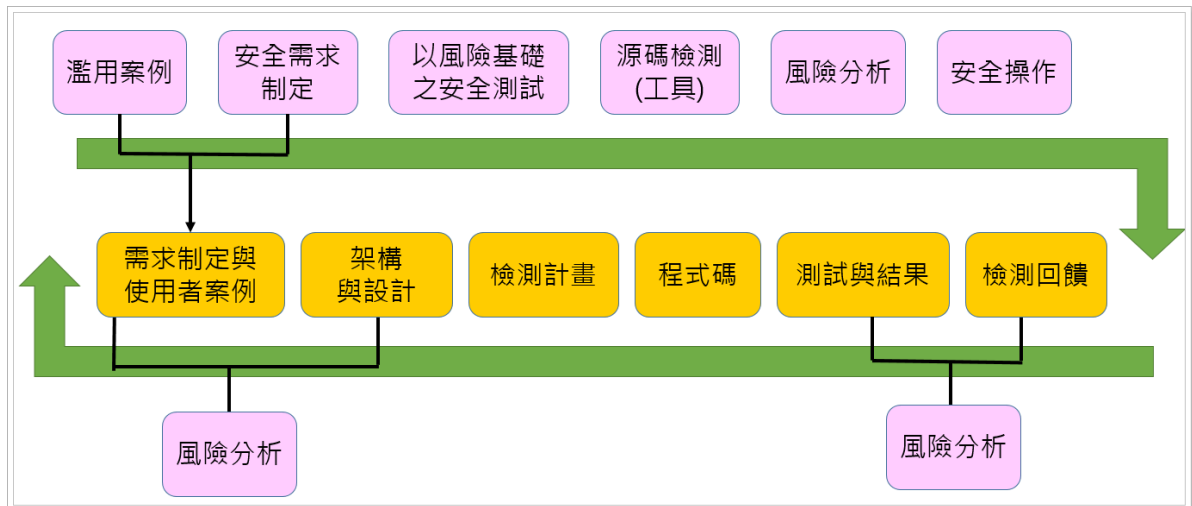 濫用案例
安全需求
制定
以風險基礎
之安全測試
源碼檢測
(工具)
風險分析
安全操作
需求制定與
使用者案例
架構
與設計
檢測計畫
程式碼
測試與結果
檢測回饋
風險分析
風險分析